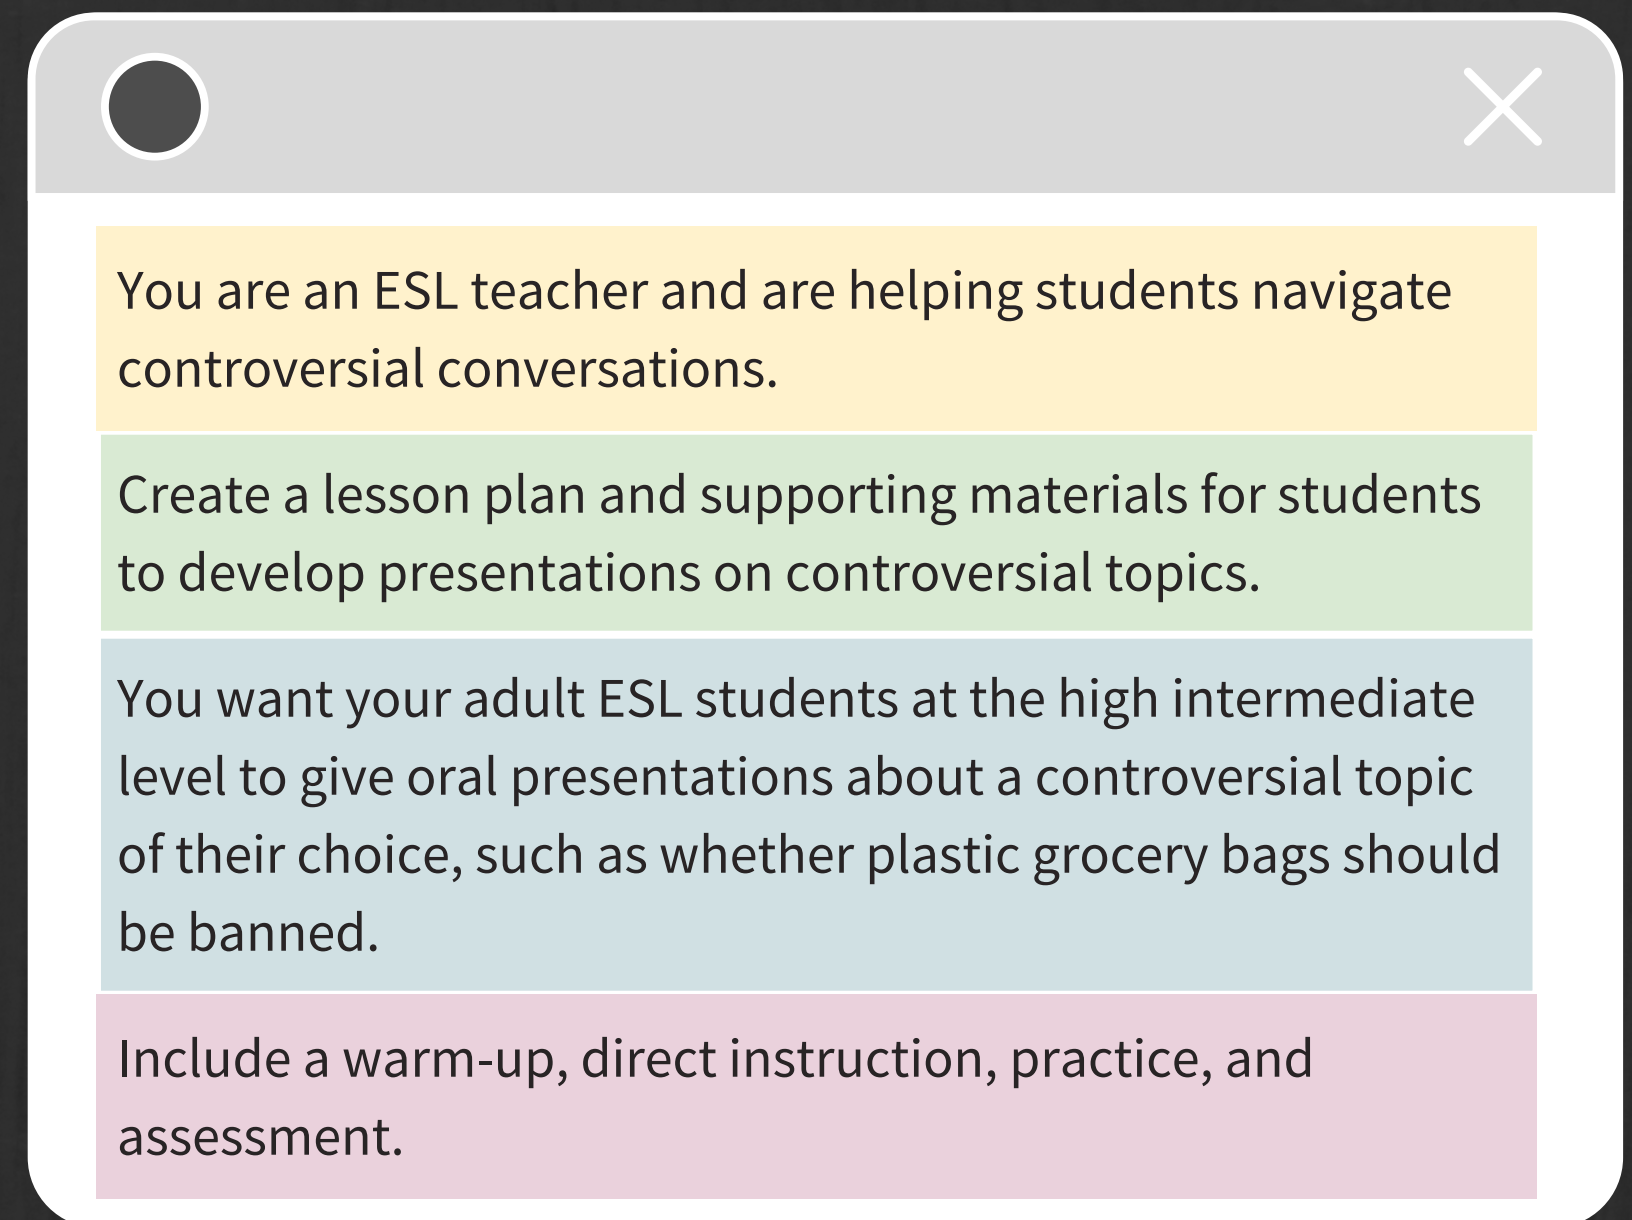 You are an ESL teacher and are helping students navigate
controversial conversations.
Create a lesson plan and supporting materials for students
to develop presentations on controversial topics.
You want your adult ESL students at the high intermediate
level to give oral presentations about a controversial topic
of their choice, such as whether plastic grocery bags should
be banned.
Include a warm-up, direct instruction, practice, and
assessment.